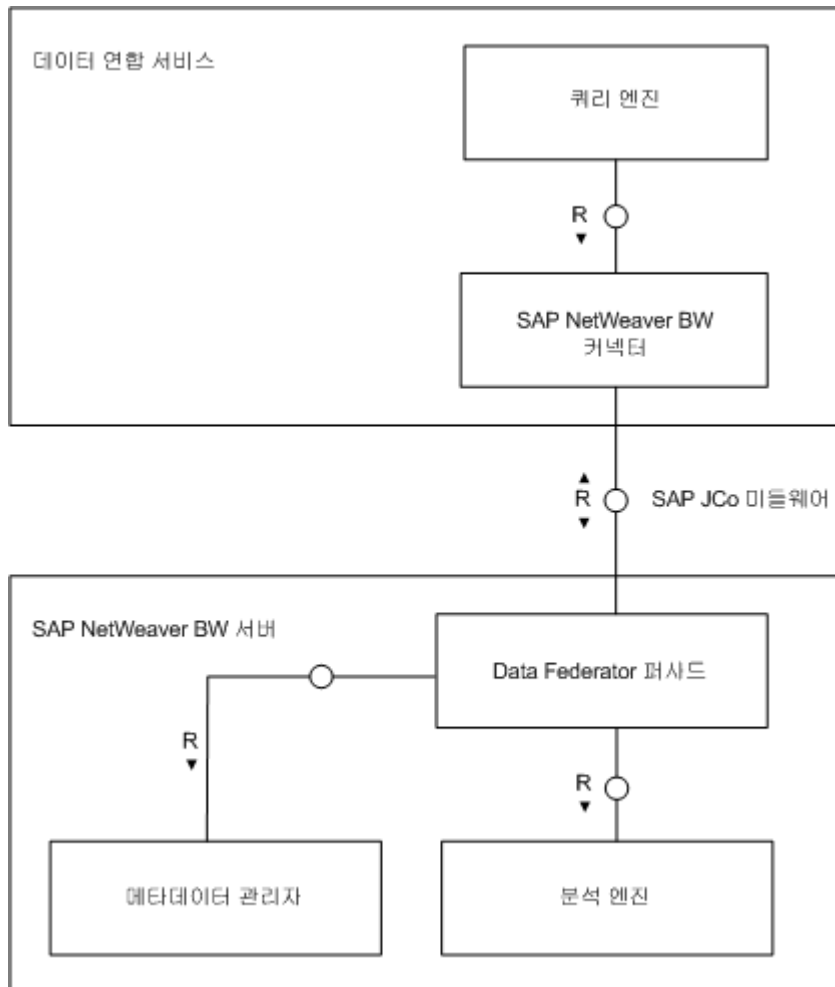 데이터 연합 서비스
쿼리 엔진
R
▼
SAP NetWeaver BW
커넥터
▲
R
▼
SAP JCo 미들웨어
SAP NetWeaver BW 서버
Data Federator 퍼사드
R
▼
R
▼
메타데이터 관리자
분석 엔진